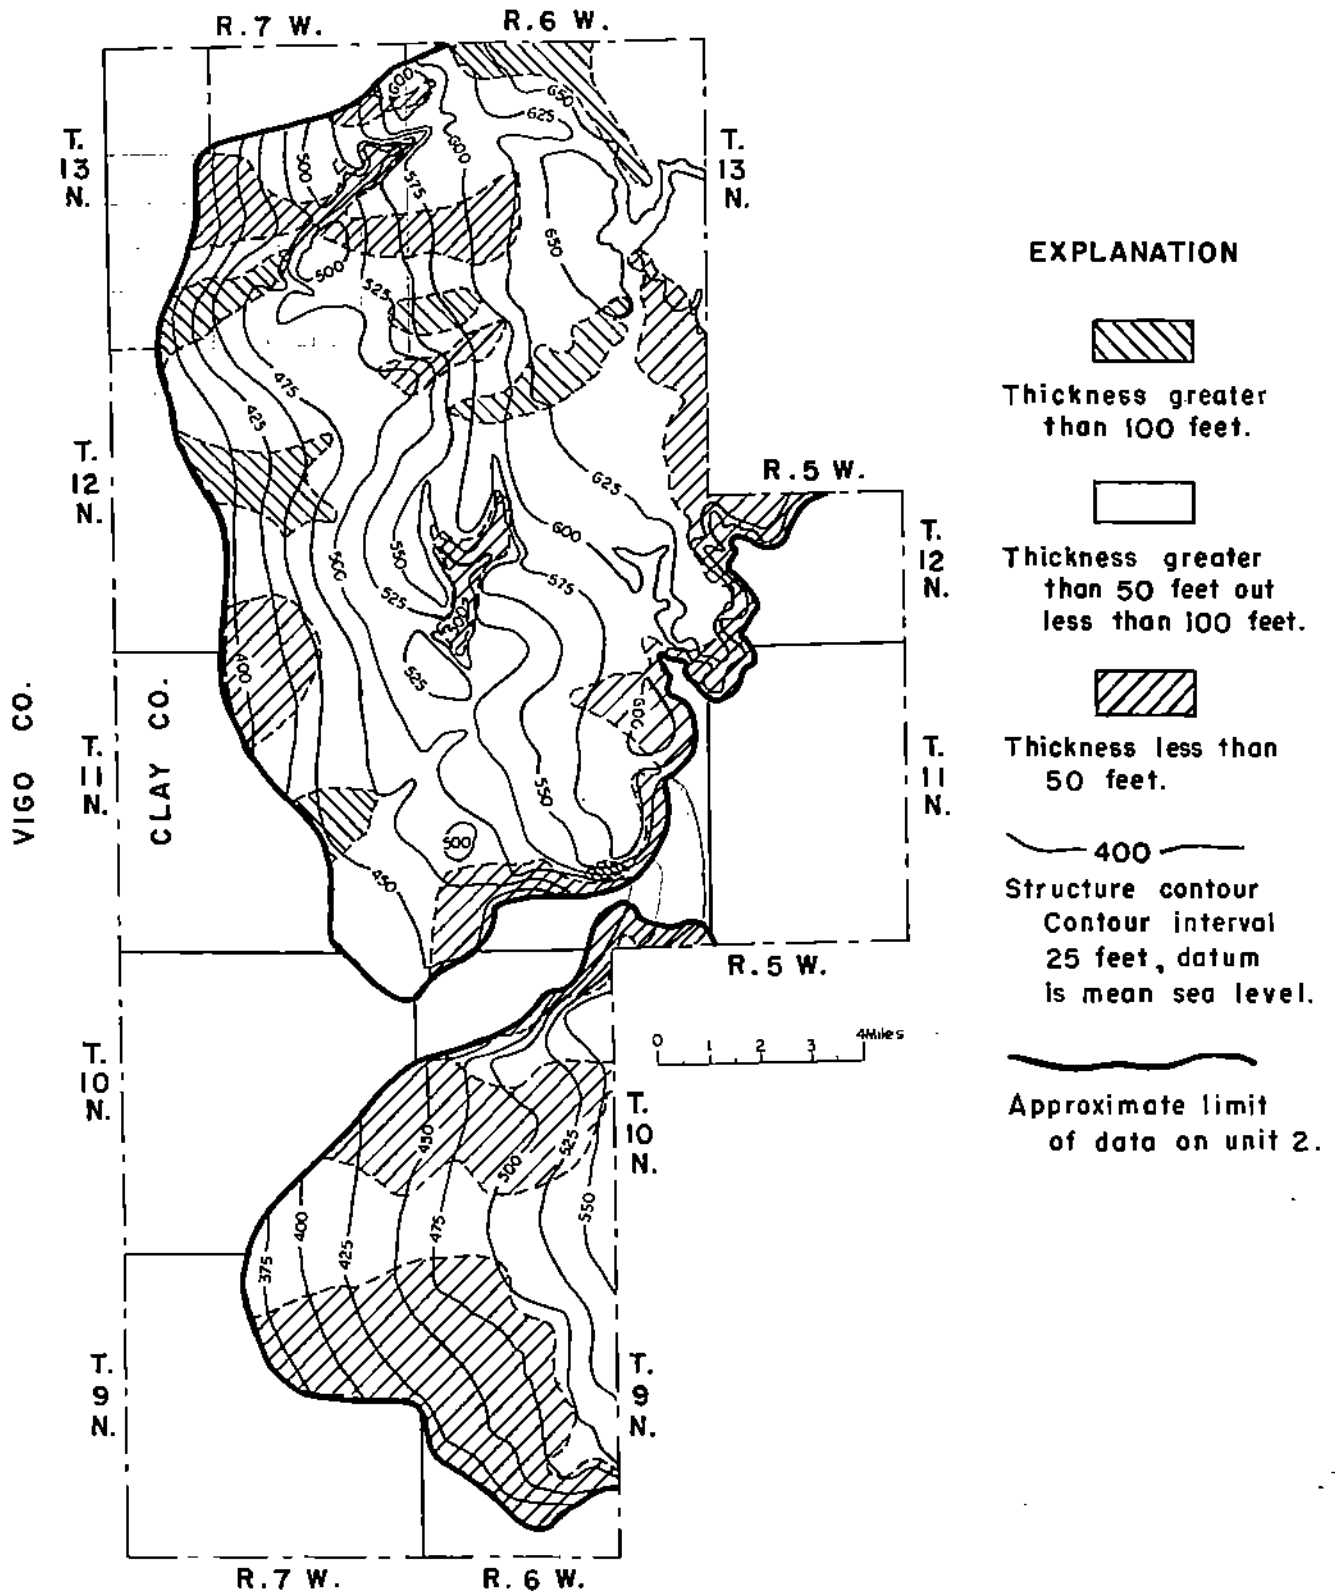 R. 7 W.
R. 6 W.
T.
13
N.
T.
13
N.
T.
12
N.
R. 5 W.
T.
12
N.
VIGO CO.
CLAY CO.
T.
11
N.
T.
11
N.
R. 5 W.
T.
10
N.
T.
10
N.
T.
9
N.
T.
9
N.
R. 7 W.
R. 6 W.
600
650
625
600
500
575
650
500
525
475
425
625
600
550
500
575
525
500
525
400
600
550
500
450
450
500
525
550
475
400
425
375
0 1 2 3 4 Miles
EXPLANATION
Thickness greater
than 100 feet.
Thickness greater
than 50 feet out
less than 100 feet.
Thickness less than
50 feet.
400
Structure contour
Contour interval
25 feet, datum
is mean sea level.
Approximate limit
of data on unit 2.